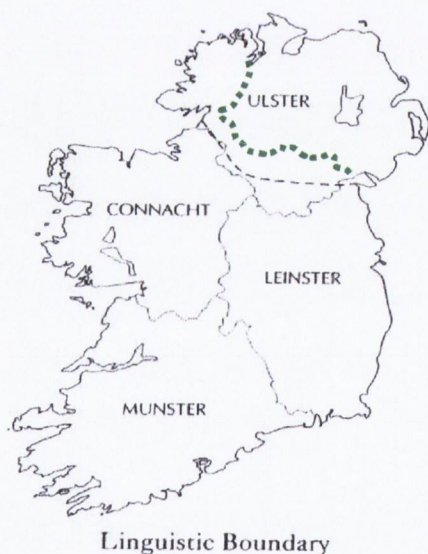 ULSTER
CONNACHT
LEINSTER
MUNSTER
Linguistic Boundary